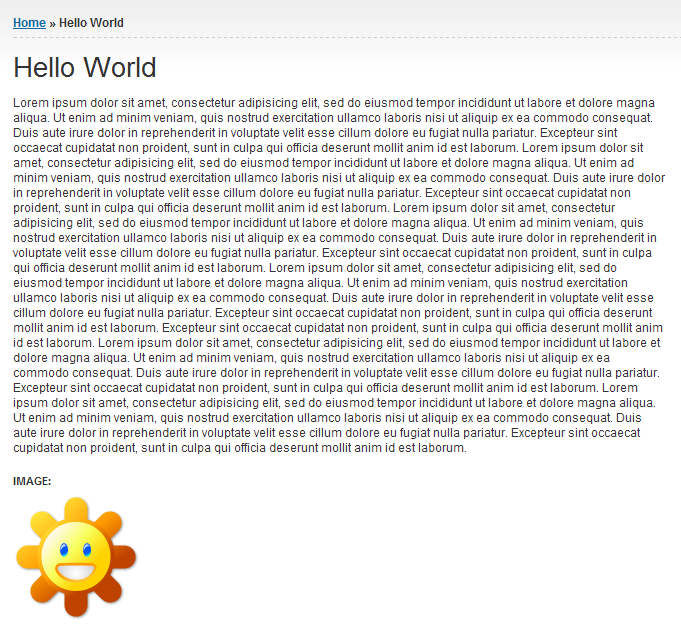 Home » Hello World
Hello World
Lorem ipsum dolor sit amet, consectetur adipisicing elit, sed do eiusmod tempor incididunt ut labore et dolore magna
aliqua. Ut enim ad minim veniam, quis nostrud exercitation ullamco laboris nisi ut aliquip ex ea commodo consequat.
Duis aute irure dolor in reprehenderit in voluptate velit esse cillum dolore eu fugiat nulla pariatur. Excepteur sint
occaecat cupidatat non proident, sunt in culpa qui officia deserunt mollit anim id est laborum. Lorem ipsum dolor sit
amet, consectetur adipisicing elit, sed do eiusmod tempor incididunt ut labore et dolore magna aliqua. Ut enim ad
minim veniam, quis nostrud exercitation ullamco laboris nisi ut aliquip ex ea commodo consequat. Duis aute irure dolor
in reprehenderit in voluptate velit esse cillum dolore eu fugiat nulla pariatur. Excepteur sint occaecat cupidatat non
proident, sunt in culpa qui officia deserunt mollit anim id est laborum. Lorem ipsum dolor sit amet, consectetur
adipisicing elit, sed do eiusmod tempor incididunt ut labore et dolore magna aliqua. Ut enim ad minim veniam, quis
nostrud exercitation ullamco laboris nisi ut aliquip ex ea commodo consequat. Duis aute irure dolor in reprehenderit in
voluptate velit esse cillum dolore eu fugiat nulla pariatur. Excepteur sint occaecat cupidatat non proident, sunt in culpa
qui officia deserunt mollit anim id est laborum. Lorem ipsum dolor sit amet, consectetur adipisicing elit, sed do
eiusmod tempor incididunt ut labore et dolore magna aliqua. Ut enim ad minim veniam, quis nostrud exercitation
ullamco laboris nisi ut aliquip ex ea commodo consequat. Duis aute irure dolor in reprehenderit in voluptate velit esse
cillum dolore eu fugiat nulla pariatur. Excepteur sint occaecat cupidatat non proident, sunt in culpa qui officia deserunt
mollit anim id est laborum. Excepteur sint occaecat cupidatat non proident, sunt in culpa qui officia deserunt mollit anim
id est laborum. Lorem ipsum dolor sit amet, consectetur adipisicing elit, sed do eiusmod tempor incididunt ut labore et
dolore magna aliqua. Ut enim ad minim veniam, quis nostrud exercitation ullamco laboris nisi ut aliquip ex ea
commodo consequat. Duis aute irure dolor in reprehenderit in voluptate velit esse cillum dolore eu fugiat nulla pariatur.
Excepteur sint occaecat cupidatat non proident, sunt in culpa qui officia deserunt mollit anim id est laborum. Lorem
ipsum dolor sit amet, consectetur adipisicing elit, sed do eiusmod tempor incididunt ut labore et dolore magna aliqua.
Ut enim ad minim veniam, quis nostrud exercitation ullamco laboris nisi ut aliquip ex ea commodo consequat. Duis
aute irure dolor in reprehenderit in voluptate velit esse cillum dolore eu fugiat nulla pariatur. Excepteur sint occaecat
cupidatat non proident, sunt in culpa qui officia deserunt mollit anim id est laborum.
IMAGE: